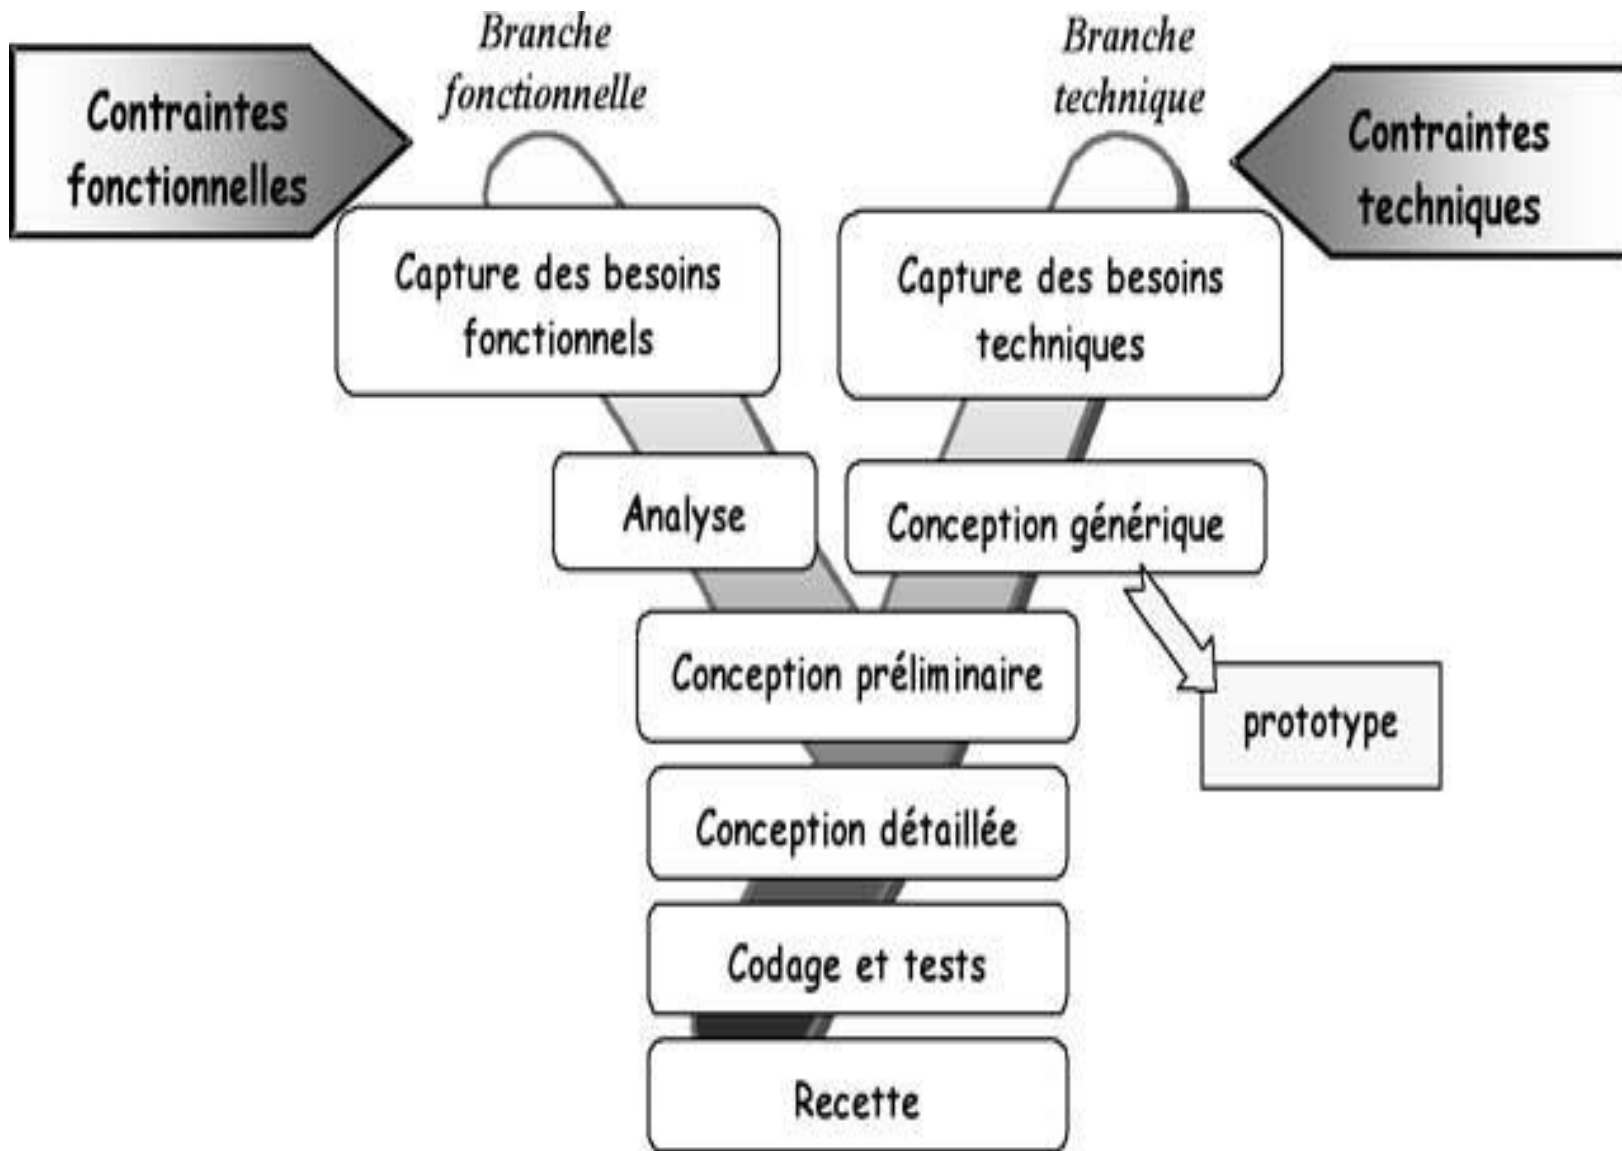 Branche
fonctionnelle
Branche
technique
Contraintes
fonctionnelles
Contraintes
techniques
Capture des besoins
fonctionnels
Capture des besoins
techniques
Analyse
Conception générique
Conception préliminaire
prototype
Conception détaillée
Codage et tests
Recette